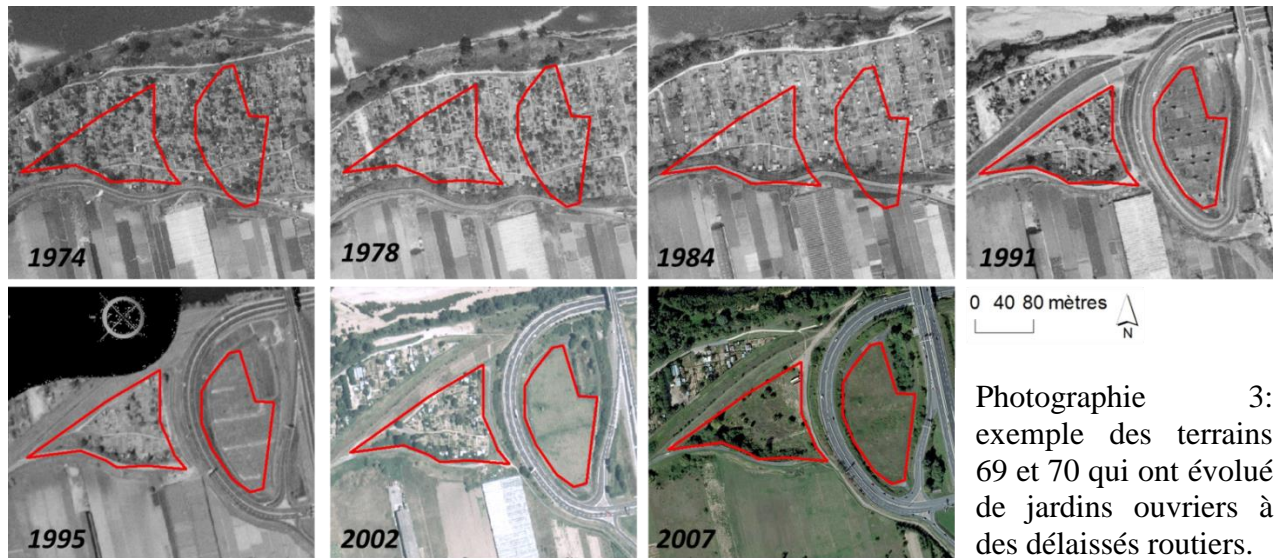 1974
1978
1984
1991
1995
2002
2007
0 40 80 mètres
N
Photographie 3:
exemple des terrains
69 et 70 qui ont évolué
de jardins ouvriers à
des délaissés routiers.